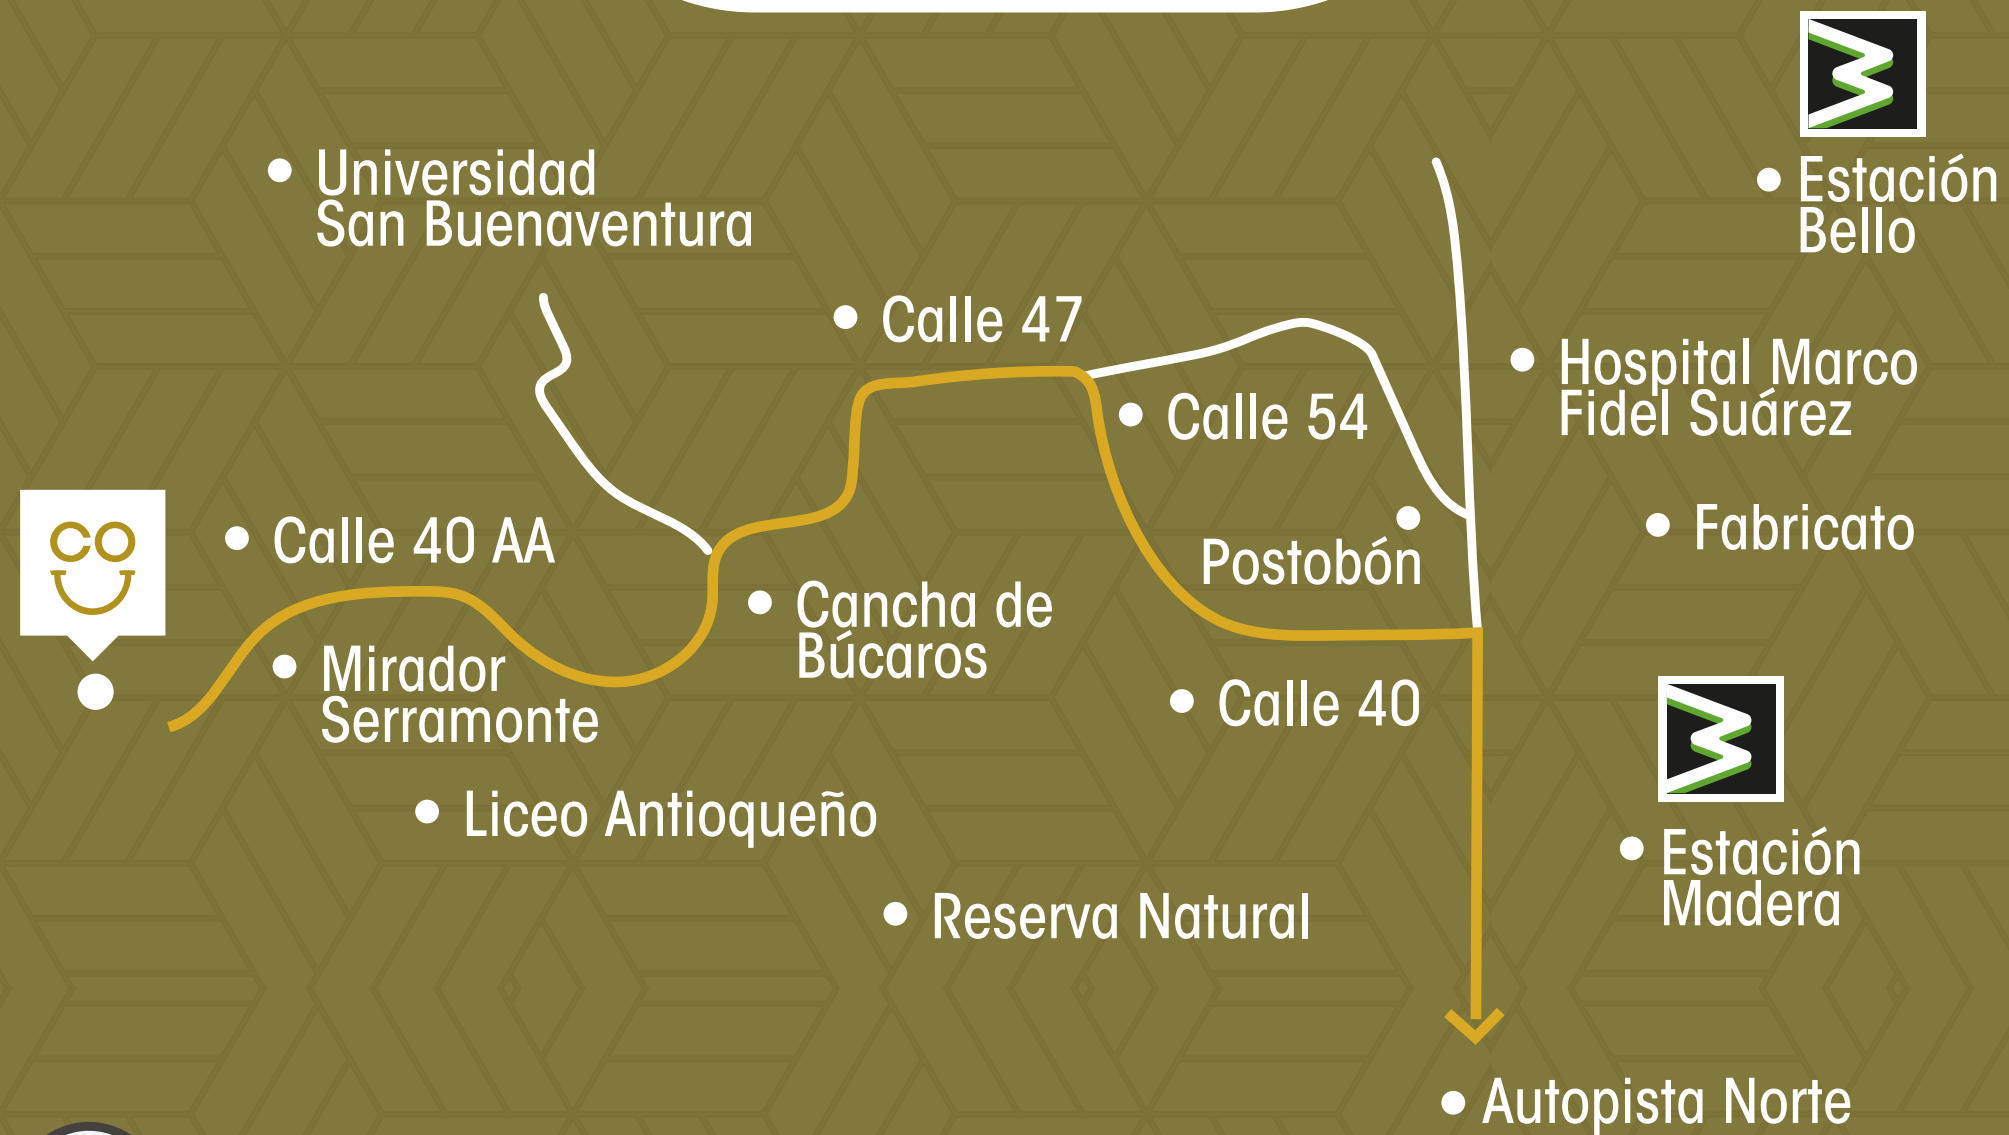 Estación
Bello
Universidad
San Buenaventura
Calle 47
Hospital Marco
Fidel Suárez
Calle 54
Fabricato
Calle 40 AA
Postobón
co
Cancha de
Búcaros
Mirador
Serramonte
Calle 40
Liceo Antioqueño
Estación
Madera
Reserva Natural
Autopista Norte